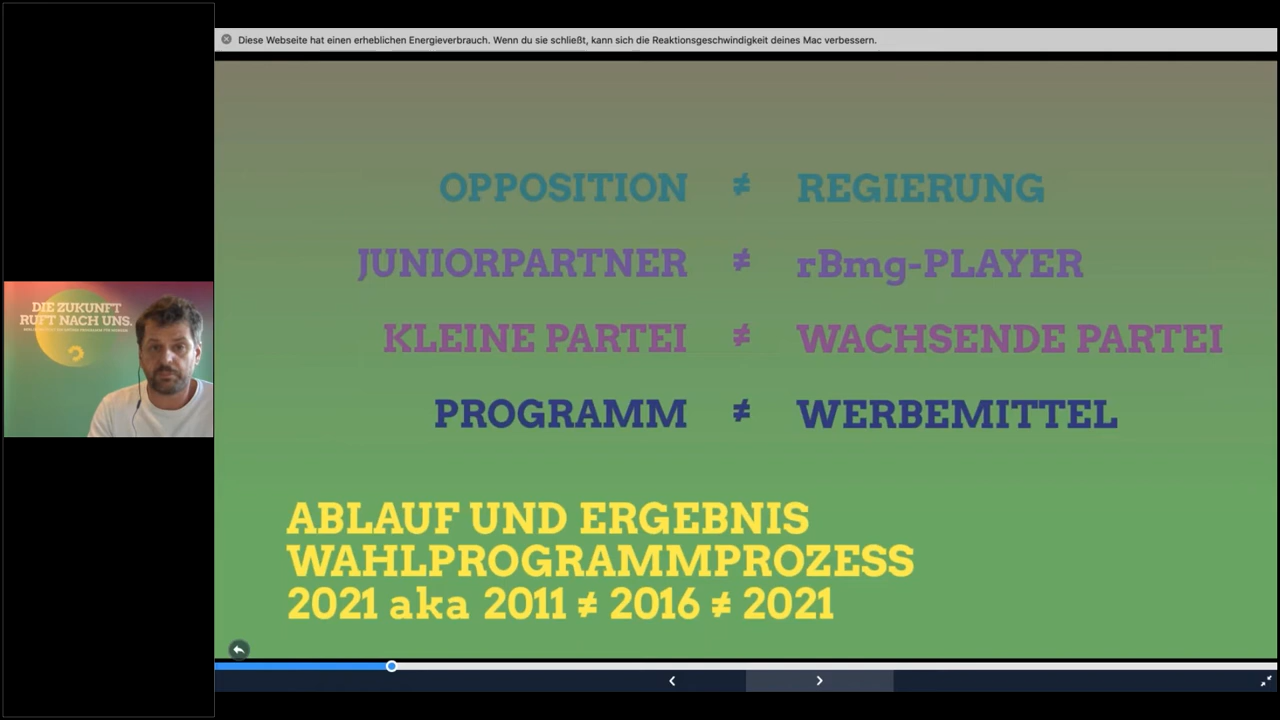 Diese Webseite hat einen erheblichen Energieverbrauch. Wenn du sie schließt, kann sich die Reaktionsgeschwindigkeit deines Mac verbessern.
OPPOSITION ≠ REGIERUNG
JUNIORPARTNER ≠ rBmg-PLAYER
KLEINE PARTEI ≠ WACHSENDE PARTEI
PROGRAMM ≠ WERBEMITTEL
ABLAUF UND ERGEBNIS
WAHLPROGRAMMPROZESS
2021 aka 2011 ≠ 2016 ≠ 2021
DIE ZUKUNFT
RUFT NACH UNS.